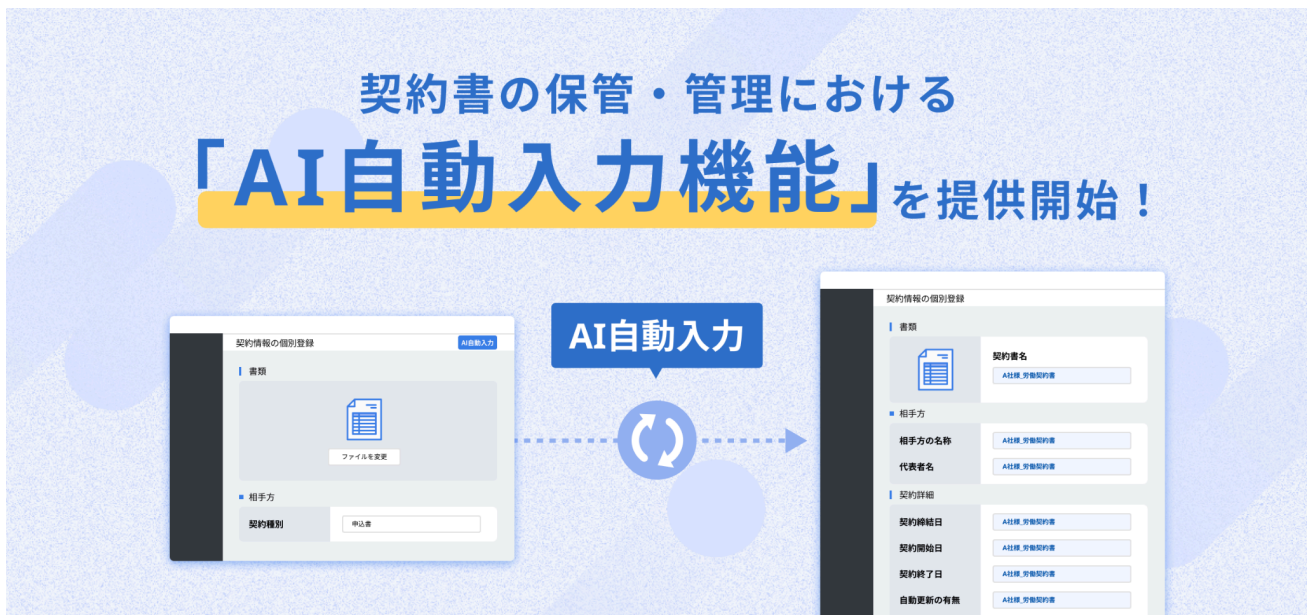 契約書の保管・管理における
「AI自動入力機能」を提供開始！
契約情報の個別登録
AI自動入力
書類
ファイルを変更
相手方
契約種別
申込書
AI自動入力
契約情報の個別登録
書類
契約書名
A社様_労働契約書
相手方
相手方の名称
A社様_労働契約書
代表者名
A社様_労働契約書
契約詳細
契約締結日
A社様_労働契約書
契約開始日
A社様_労働契約書
契約終了日
A社様_労働契約書
自動更新の有無
A社様_労働契約書